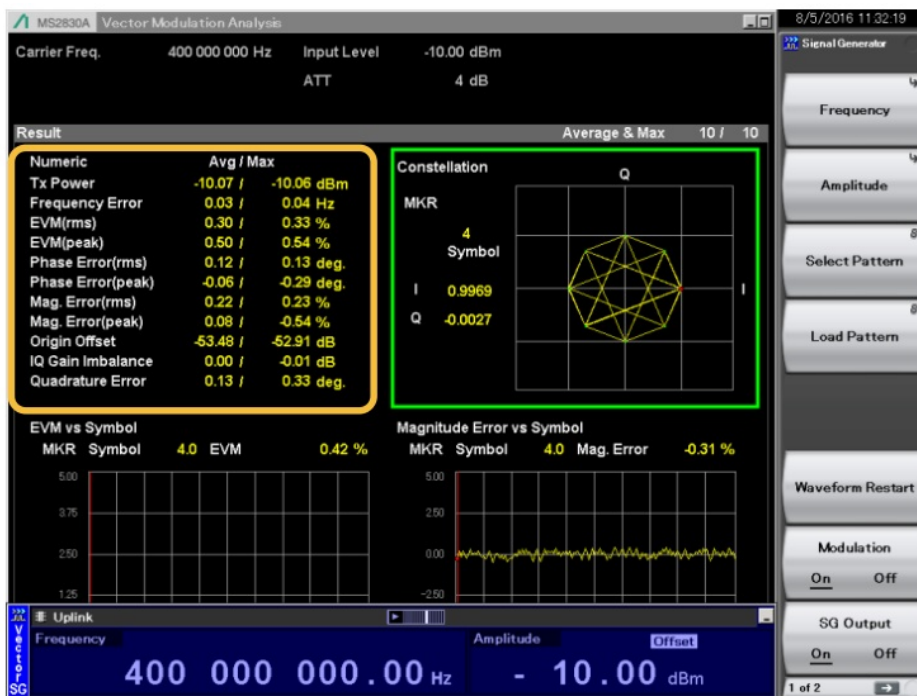 MS2830A Vector Modulation Analysis
8/5/2016 11:32:19
Carrier Freq. 400 000 000 Hz Input Level -10.00 dBm
ATT 4 dB
Signal Generator
Frequency
Amplitude
Select Pattern
Load Pattern
Waveform Restart
Modulation
On Off
SG Output
On Off
1 of 2
Result Average & Max 10 / 10
Numeric Avg / Max
Tx Power -10.07 / -10.06 dBm
Frequency Error 0.03 / 0.04 Hz
EVM(rms) 0.30 / 0.33 %
EVM(peak) 0.50 / 0.54 %
Phase Error(rms) 0.12 / 0.13 deg.
Phase Error(peak) -0.06 / -0.29 deg.
Mag. Error(rms) 0.22 / 0.23 %
Mag. Error(peak) 0.08 / -0.54 %
Origin Offset -53.48 / -52.91 dB
IQ Gain Imbalance 0.00 / -0.01 dB
Quadrature Error 0.13 / 0.33 deg.
Constellation
Q
MKR
4
Symbol
I 0.9969
Q -0.0027
I
EVM vs Symbol
MKR Symbol 4.0 EVM 0.42 %
5.00
3.75
2.50
1.25
Magnitude Error vs Symbol
MKR Symbol 4.0 Mag. Error -0.31 %
5.00
2.50
0.00
-2.50
Vector SG
Uplink
Frequency
400 000 000.00 Hz
Amplitude Offset
- 10.00 dBm